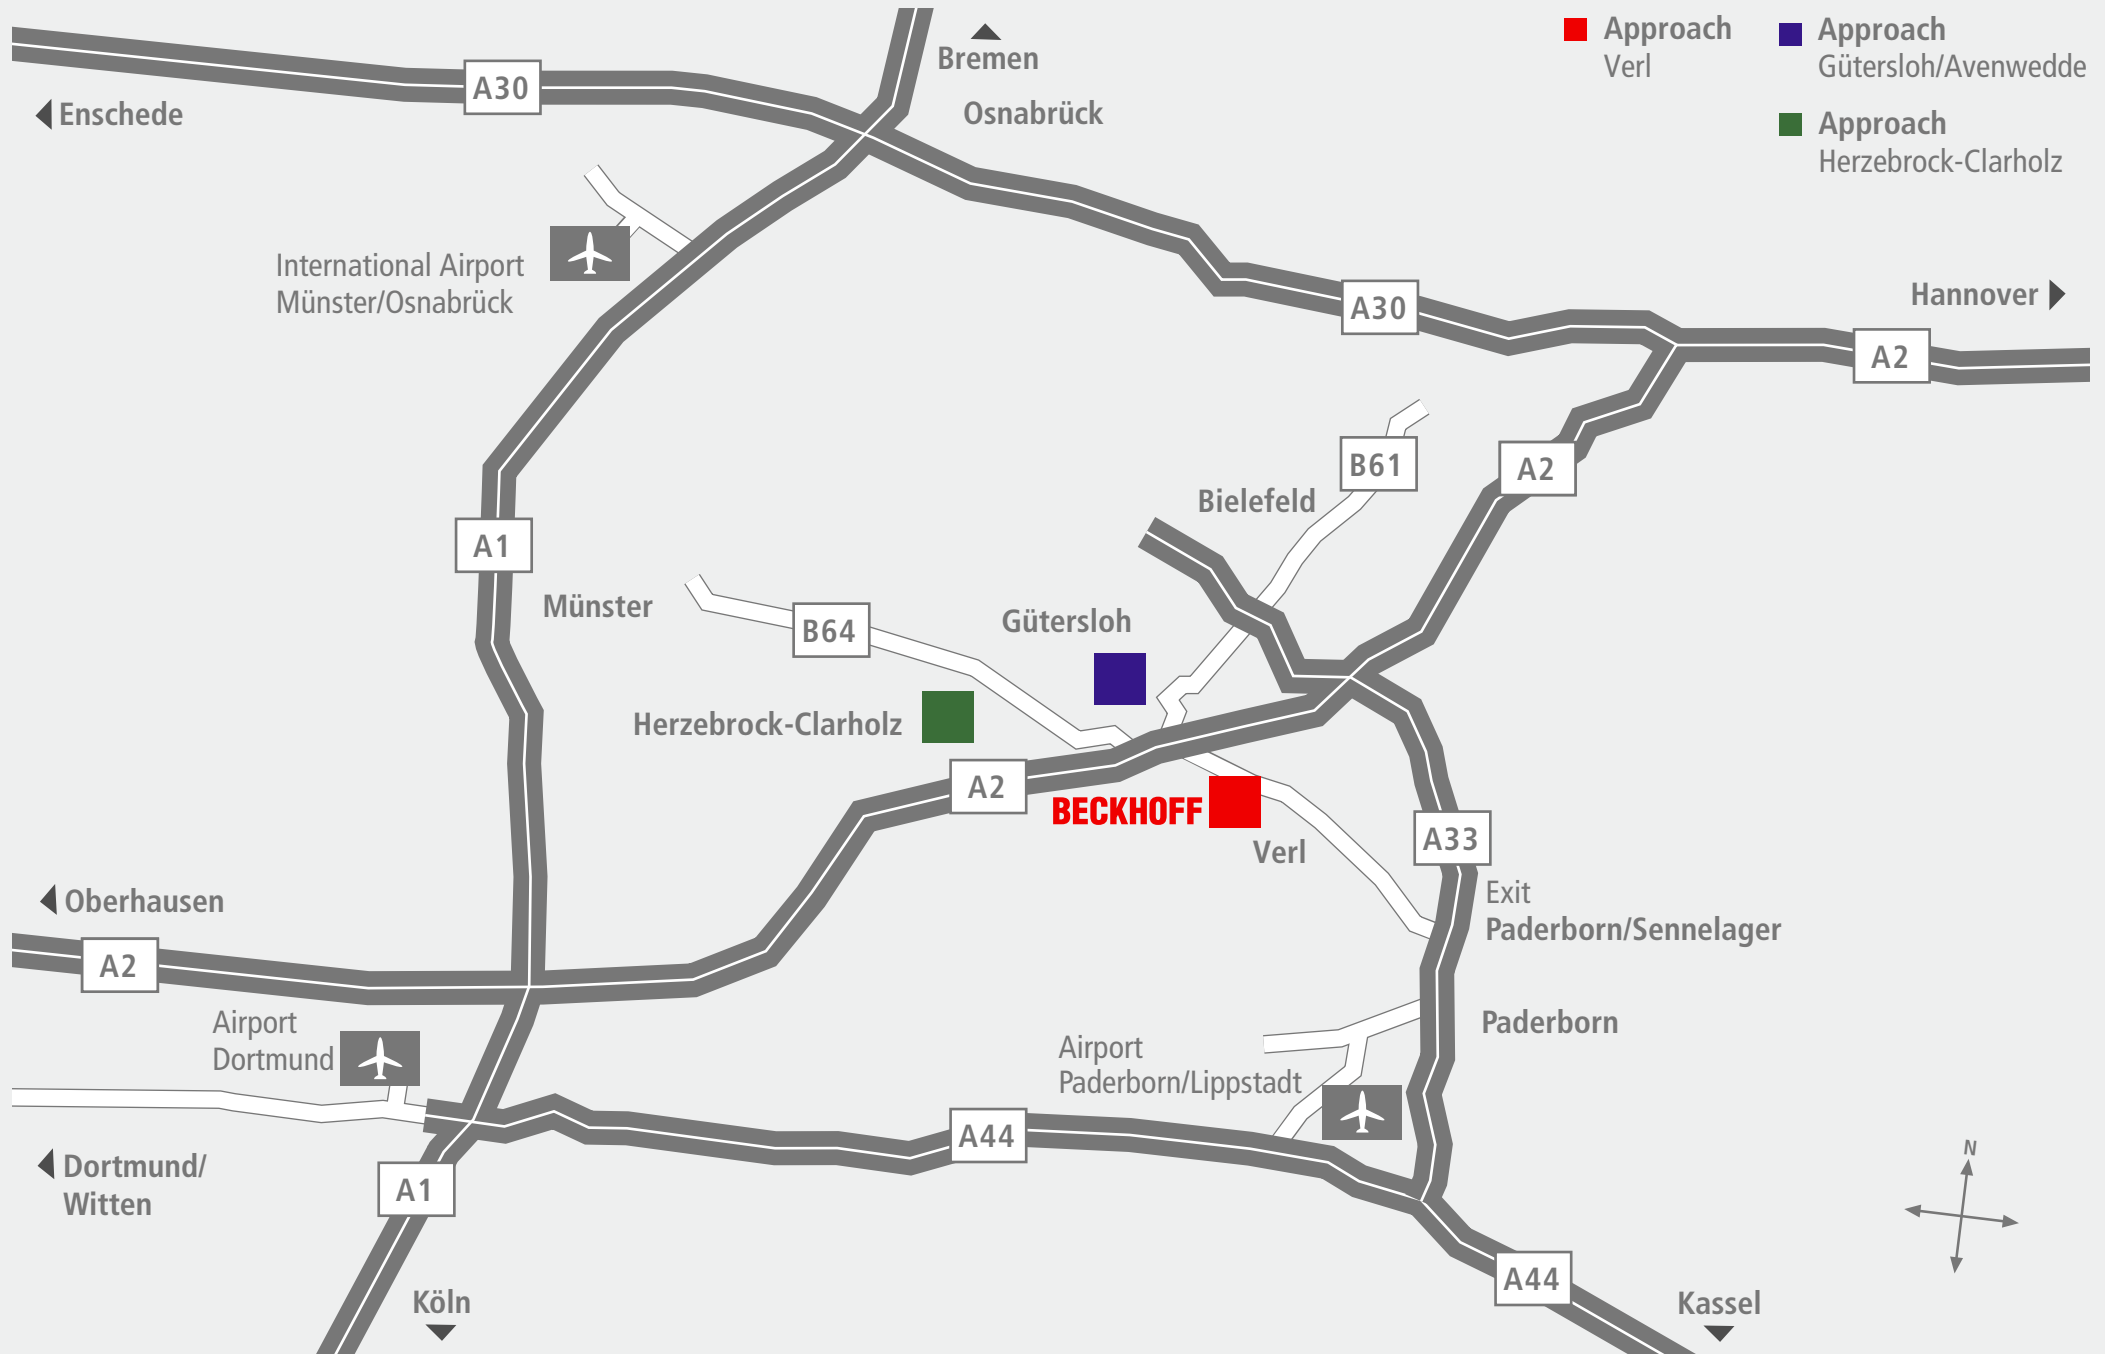 Bremen
Osnabrück
Approach
Verl
Approach
Gütersloh/Avenwedde
Approach
Herzebrock-Clarholz
A30
Enschede
International Airport
Münster/Osnabrück
Hannover
A30
A2
B61
A2
Bielefeld
A1
Münster
B64
Gütersloh
Herzebrock-Clarholz
A2
BECKHOFF
Verl
A33
Exit
Paderborn/Sennelager
Oberhausen
A2
Airport
Dortmund
Paderborn
Airport
Paderborn/Lippstadt
A44
Dortmund/
Witten
A1
N
A44
Köln
Kassel